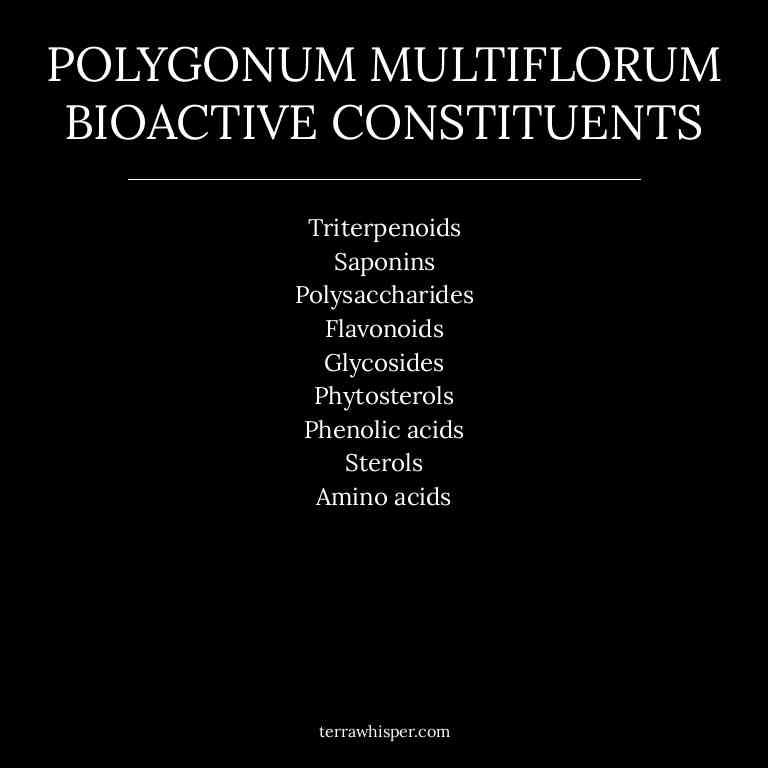 POLYGONUM MULTIFLORUM
BIOACTIVE CONSTITUENTS
Triterpenoids
Saponins
Polysaccharides
Flavonoids
Glycosides
Phytosterols
Phenolic acids
Sterols
Amino acids
terrawhisper.com